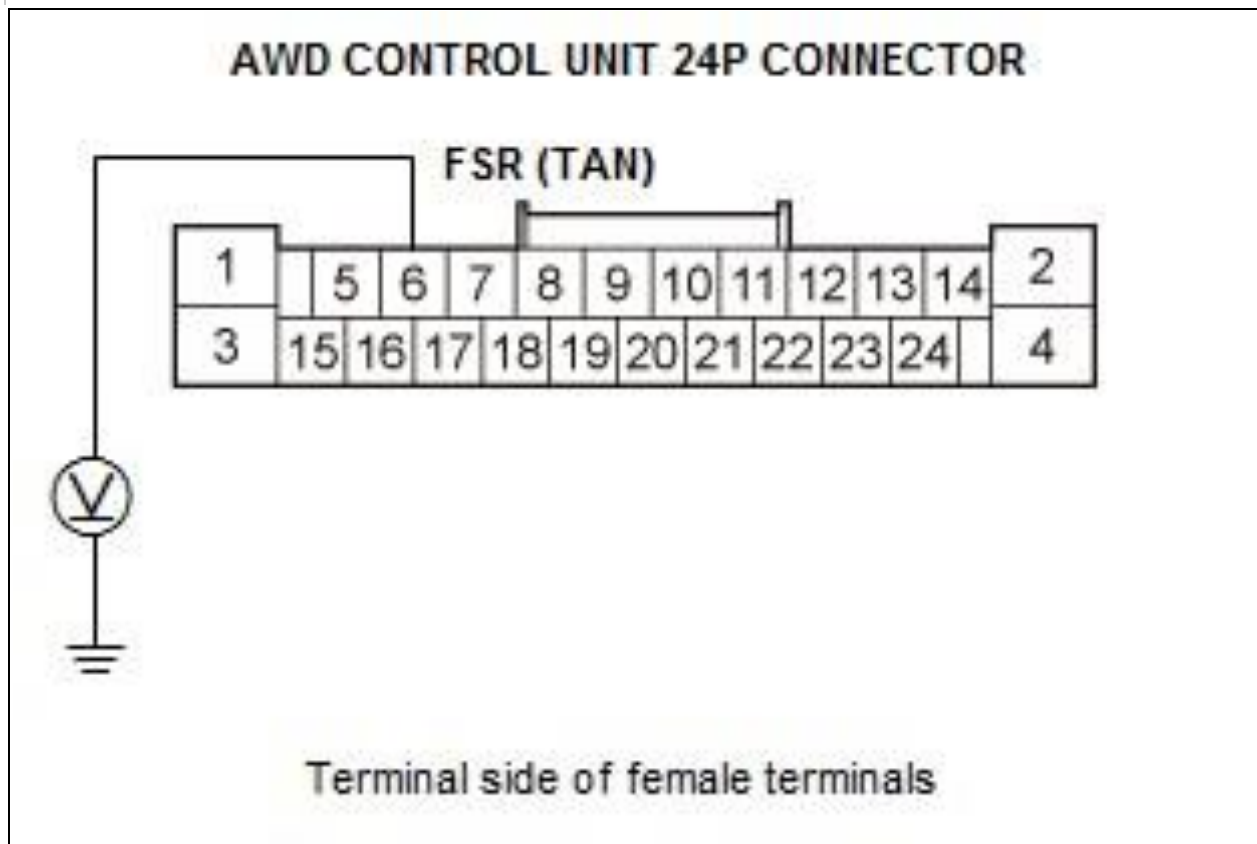 AWD CONTROL UNIT 24P CONNECTOR
FSR (TAN)
1 5 6 7 8 9 10 11 12 13 14 2
3 15 16 17 18 19 20 21 22 23 24 4
V
Terminal side of female terminals